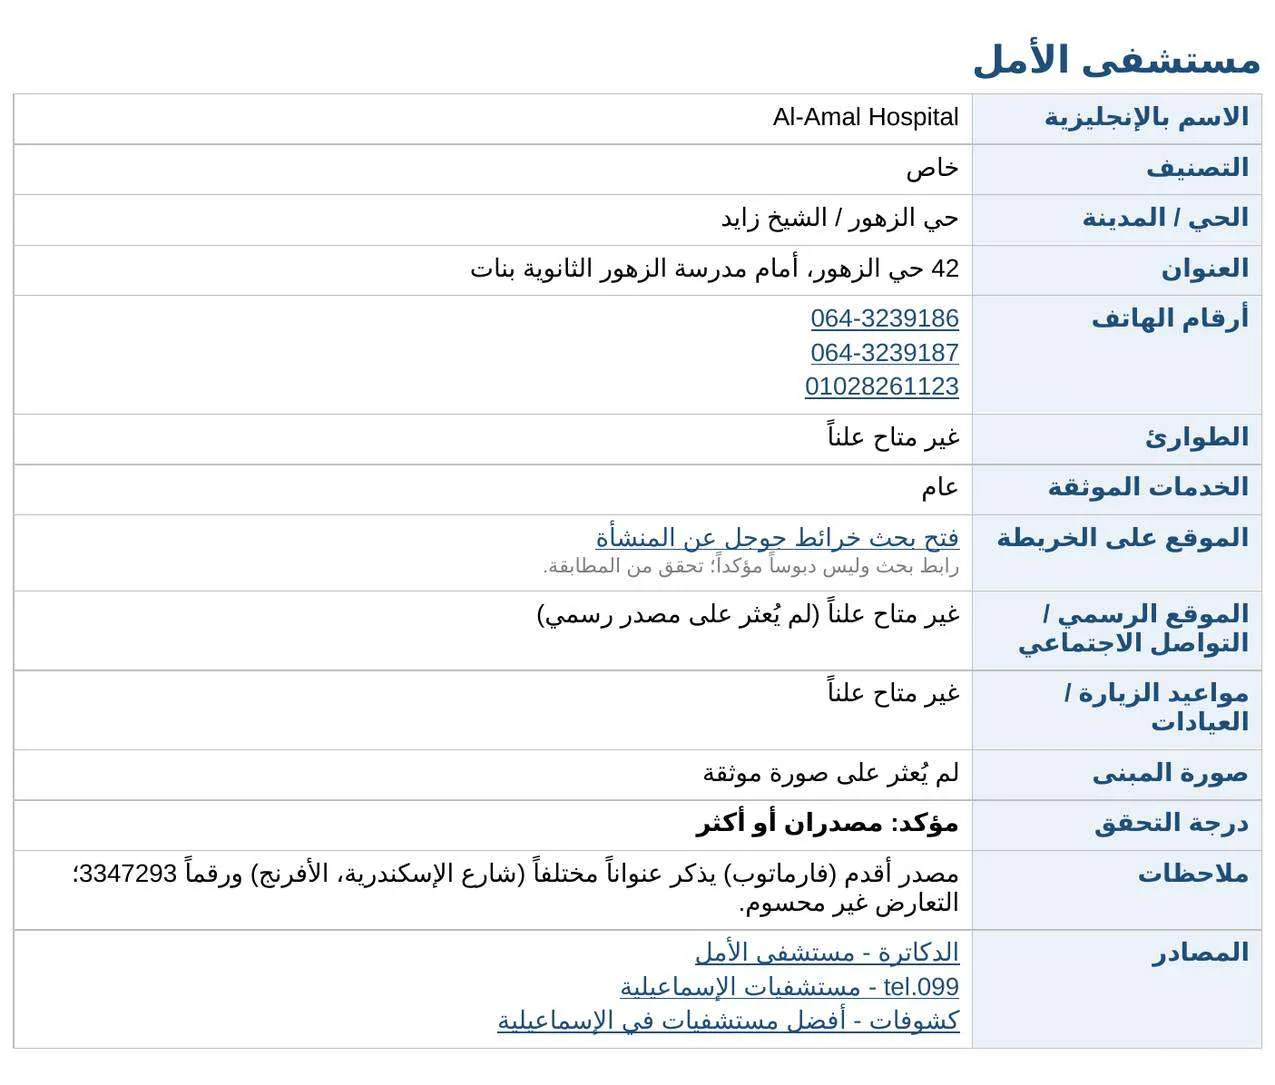 مستشفى الأمل
الاسم بالإنجليزية
Al-Amal Hospital
التصنيف
خاص
الحي / المدينة
حي الزهور / الشيخ زايد
العنوان
42 حي الزهور، أمام مدرسة الزهور الثانوية بنات
أرقام الهاتف
064-3239186
064-3239187
01028261123
الطوارئ
غير متاح علناً
الخدمات الموثقة
عام
الموقع على الخريطة
فتح بحث خرائط جوجل عن المنشأة
رابط بحث وليس دبوساً مؤكداً؛ تحقق من المطابقة.
الموقع الرسمي /
التواصل الاجتماعي
غير متاح علناً (لم يُعثر على مصدر رسمي)
مواعيد الزيارة /
العيادات
غير متاح علناً
صورة المبنى
لم يُعثر على صورة موثقة
درجة التحقق
مؤكد: مصدران أو أكثر
ملاحظات
مصدر أقدم (فارماتوب) يذكر عنواناً مختلفاً (شارع الإسكندرية، الأفرنج) ورقماً 3347293؛
التعارض غير محسوم.
المصادر
الدكاترة - مستشفى الأمل
tel.099 - مستشفيات الإسماعيلية
كشوفات - أفضل مستشفيات في الإسماعيلية